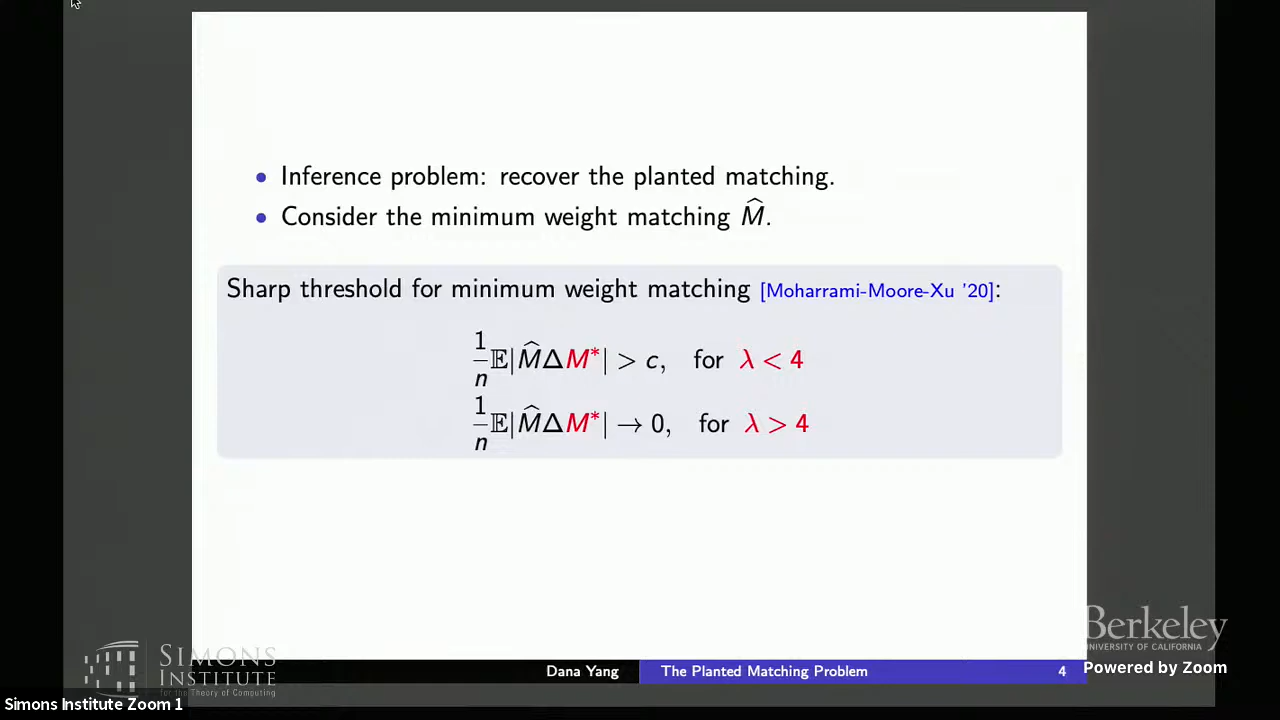 • Inference problem: recover the planted matching.
• Consider the minimum weight matching M̂.
Sharp threshold for minimum weight matching [Moharrami-Moore-Xu '20]:
1/n 𝔼|M̂ΔM*| > c, for λ < 4
1/n 𝔼|M̂ΔM*| → 0, for λ > 4
Dana Yang The Planted Matching Problem 4
SIMONS
INSTITUTE
for the Theory of Computing
Berkeley
UNIVERSITY OF CALIFORNIA
Powered by Zoom
Simons Institute Zoom 1